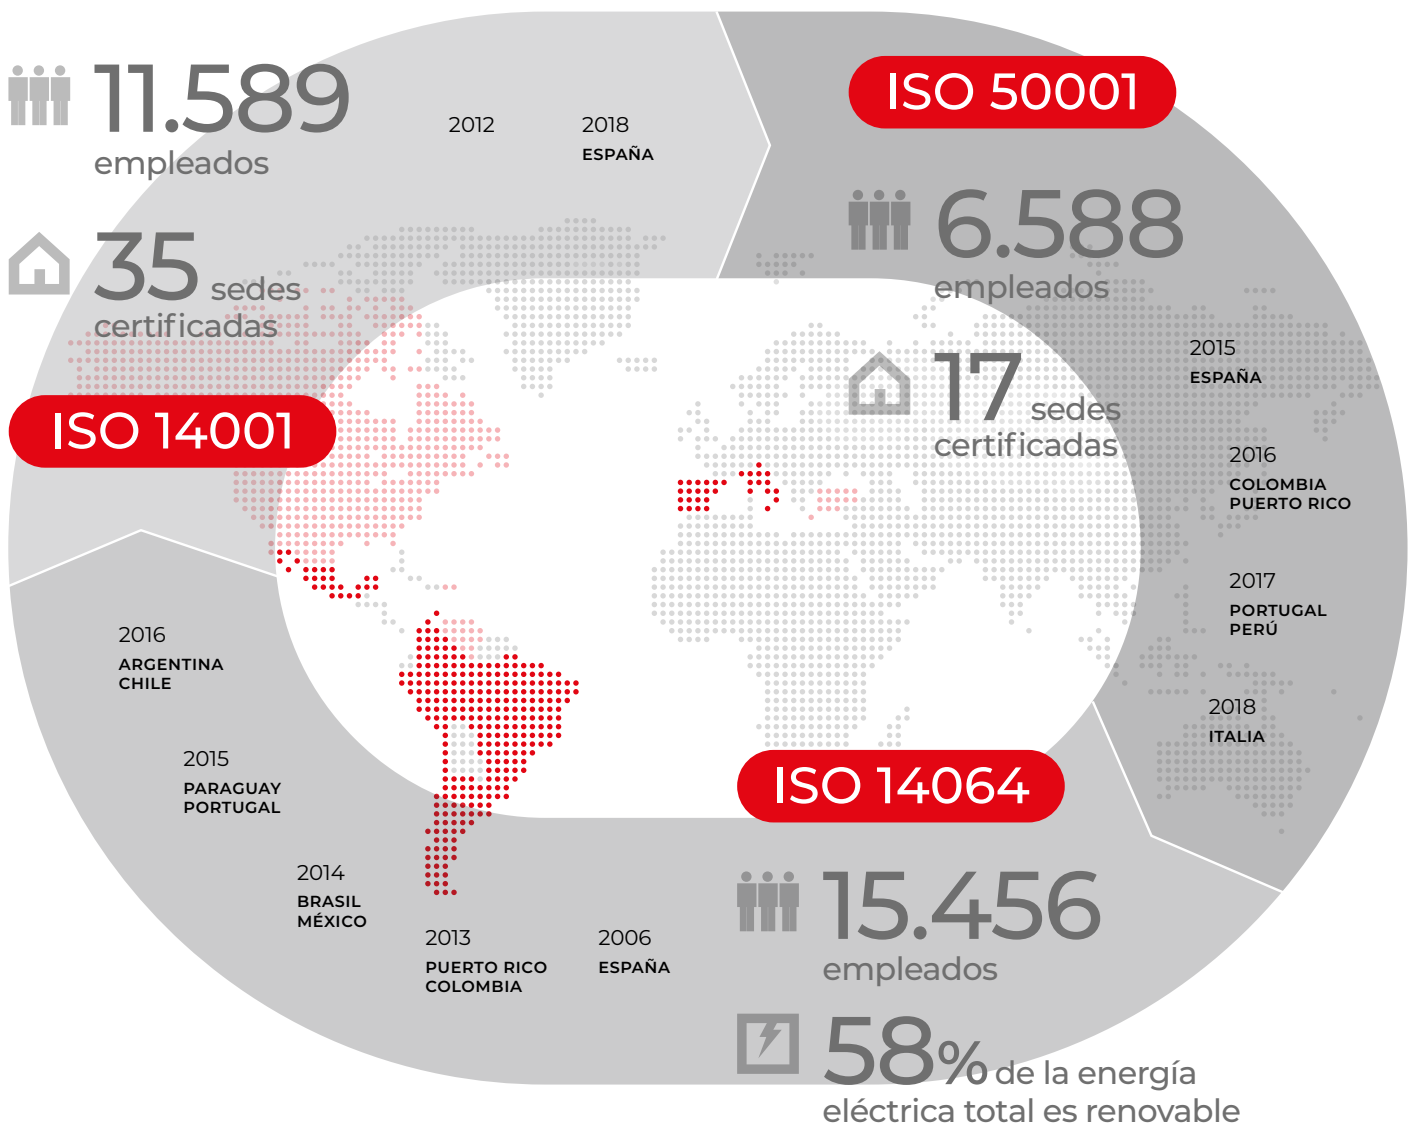 11.589
empleados
35 sedes
certificadas
ISO 14001
2012
2018
ESPAÑA
ISO 50001
6.588
empleados
17 sedes
certificadas
2015
ESPAÑA
2016
COLOMBIA
PUERTO RICO
2017
PORTUGAL
PERÚ
2018
ITALIA
ISO 14064
15.456
empleados
58% de la energía
eléctrica total es renovable
2006
ESPAÑA
2013
PUERTO RICO
COLOMBIA
2014
BRASIL
MÉXICO
2015
PARAGUAY
PORTUGAL
2016
ARGENTINA
CHILE